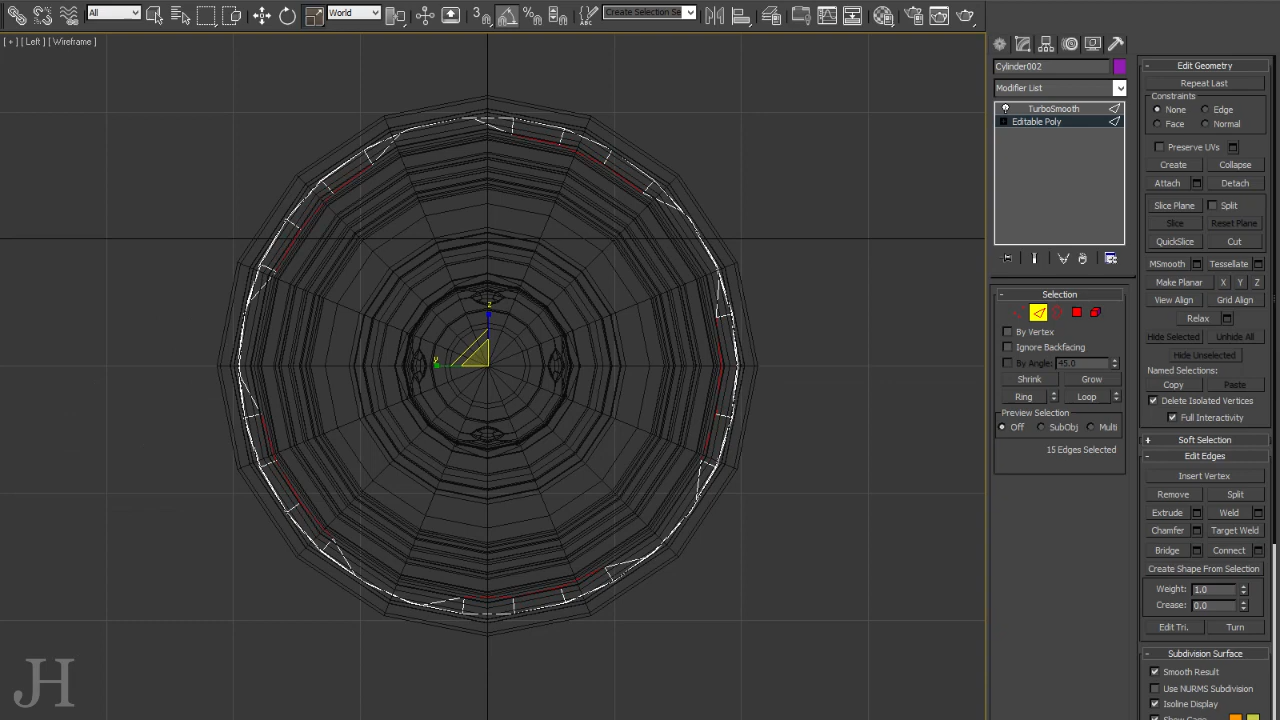 All
World
3
Create Selection Se
[ + ] [ Left ] [ Wireframe ]
z
y
Cylinder002
Modifier List
TurboSmooth
Editable Poly
Selection
By Vertex
Ignore Backfacing
By Angle: 45.0
Shrink Grow
Ring Loop
Preview Selection
Off SubObj Multi
15 Edges Selected
Edit Geometry
Repeat Last
Constraints
None Edge
Face Normal
Preserve UVs
Create Collapse
Attach Detach
Slice Plane Split
Slice Reset Plane
QuickSlice Cut
MSmooth Tessellate
Make Planar X Y Z
View Align Grid Align
Relax
Hide Selected Unhide All
Hide Unselected
Named Selections:
Copy Paste
Delete Isolated Vertices
Full Interactivity
Soft Selection
Edit Edges
Insert Vertex
Remove Split
Extrude Weld
Chamfer Target Weld
Bridge Connect
Create Shape From Selection
Weight: 1.0
Crease: 0.0
Edit Tri. Turn
Subdivision Surface
Smooth Result
Use NURMS Subdivision
Isoline Display
Show Cage
JH